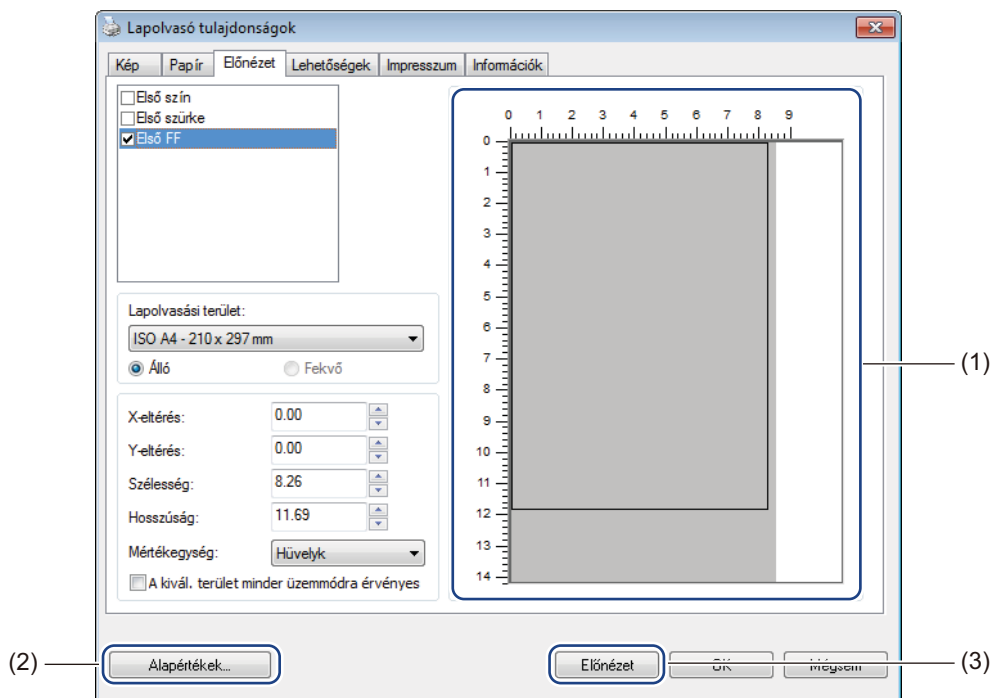 Lapolvasó tulajdonságok
Kép Papír Előnézet Lehetőségek Impresszum Információk
Első szín
Első szürke
Első FF
0 1 2 3 4 5 6 7 8 9
0
1
2
3
4
5
6
7
8
9
10
11
12
13
14
(1)
Lapolvasási terület:
ISO A4 - 210 x 297 mm
Álló Fekvő
X-eltérés: 0.00
Y-eltérés: 0.00
Szélesség: 8.26
Hosszúság: 11.69
Mértékegység: Hüvelyk
A kivál. terület minder üzemmódra érvényes
(2) Alapértékek... Előnézet OK Mégsem (3)